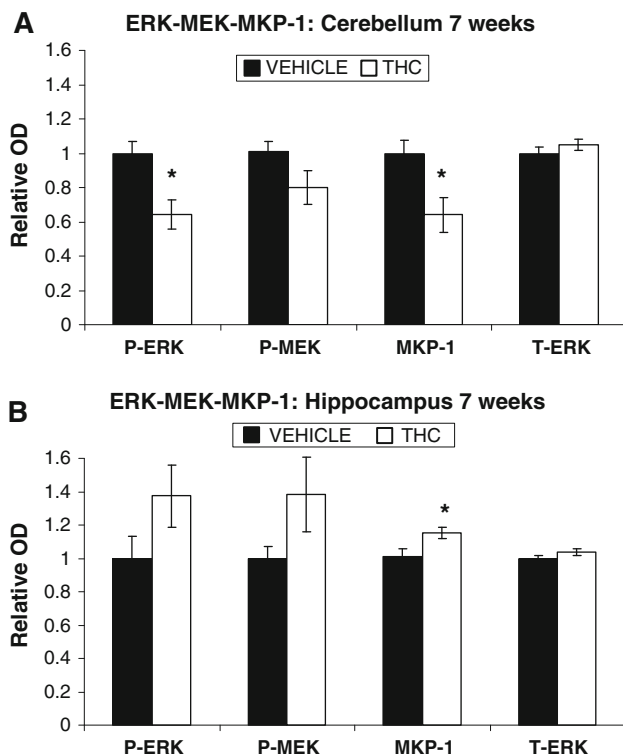 A
ERK-MEK-MKP-1: Cerebellum 7 weeks
VEHICLE THC
Relative OD
1.6
1.4
1.2
1
0.8
0.6
0.4
0.2
0
*
*
P-ERK P-MEK MKP-1 T-ERK
B
ERK-MEK-MKP-1: Hippocampus 7 weeks
VEHICLE THC
Relative OD
1.6
1.4
1.2
1
0.8
0.6
0.4
0.2
0
*
P-ERK P-MEK MKP-1 T-ERK